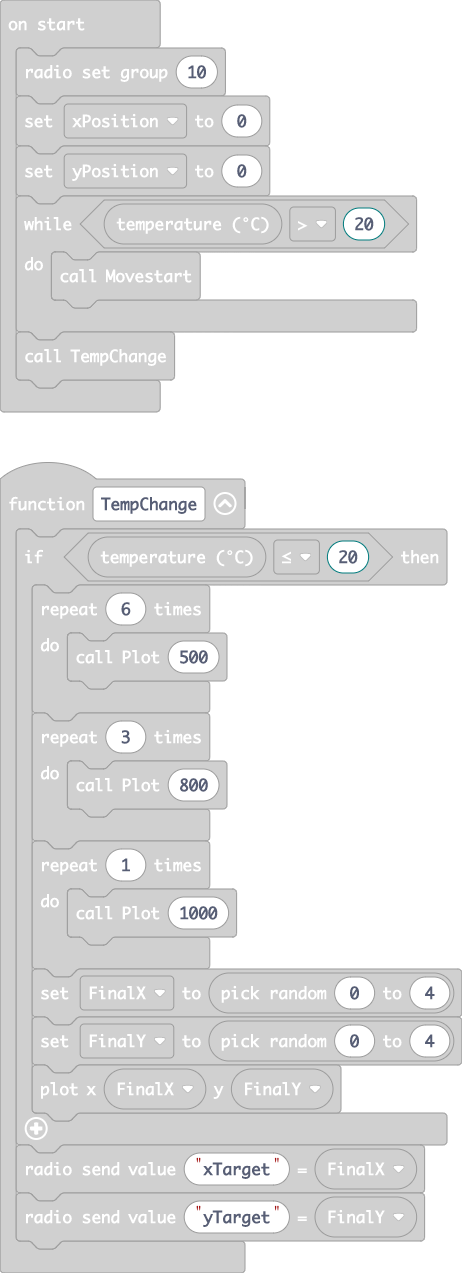 on start
radio set group 10
set xPosition to 0
set yPosition to 0
while temperature (°C) > 20
do call Movestart
call TempChange
function TempChange
if temperature (°C) ≤ 20 then
repeat 6 times
do call Plot 500
repeat 3 times
do call Plot 800
repeat 1 times
do call Plot 1000
set FinalX to pick random 0 to 4
set FinalY to pick random 0 to 4
plot x FinalX y FinalY
radio send value "xTarget" = FinalX
radio send value "yTarget" = FinalY